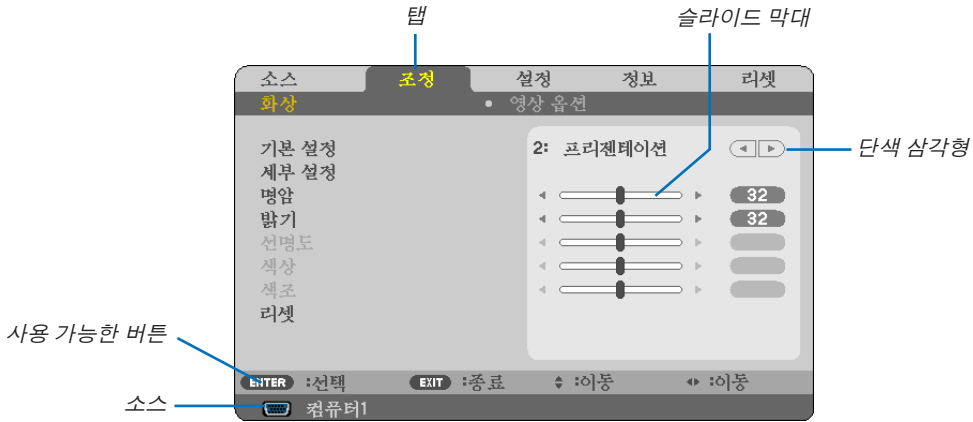 탭
슬라이드 막대
소스 조정 설정 정보 리셋
화상 • 영상 옵션
기본 설정 2: 프리젠테이션
단색 삼각형
세부 설정
명암 32
밝기 32
선명도
색상
색조
리셋
사용 가능한 버튼
ENTER :선택 EXIT :종료 :이동 :이동
소스
컴퓨터1